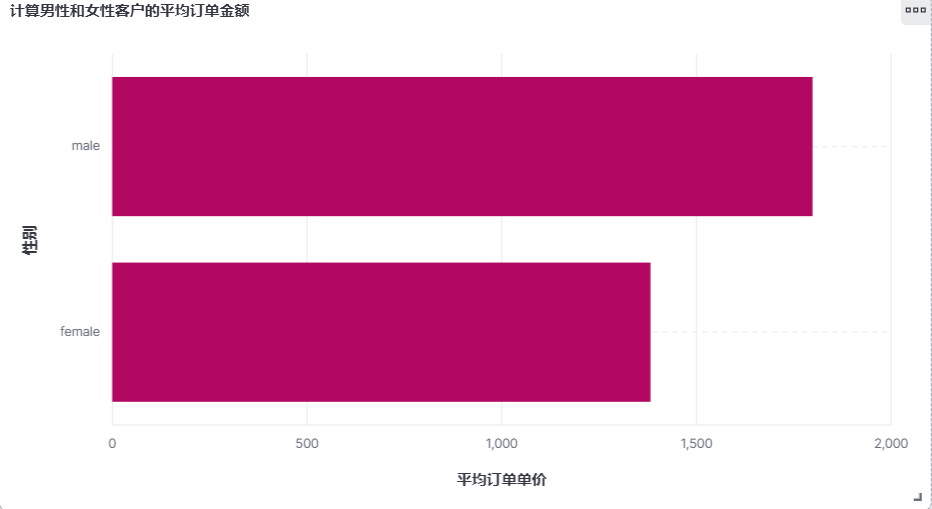 计算男性和女性客户的平均订单金额
male
性别
female
0
500
1,000
1,500
2,000
平均订单单价